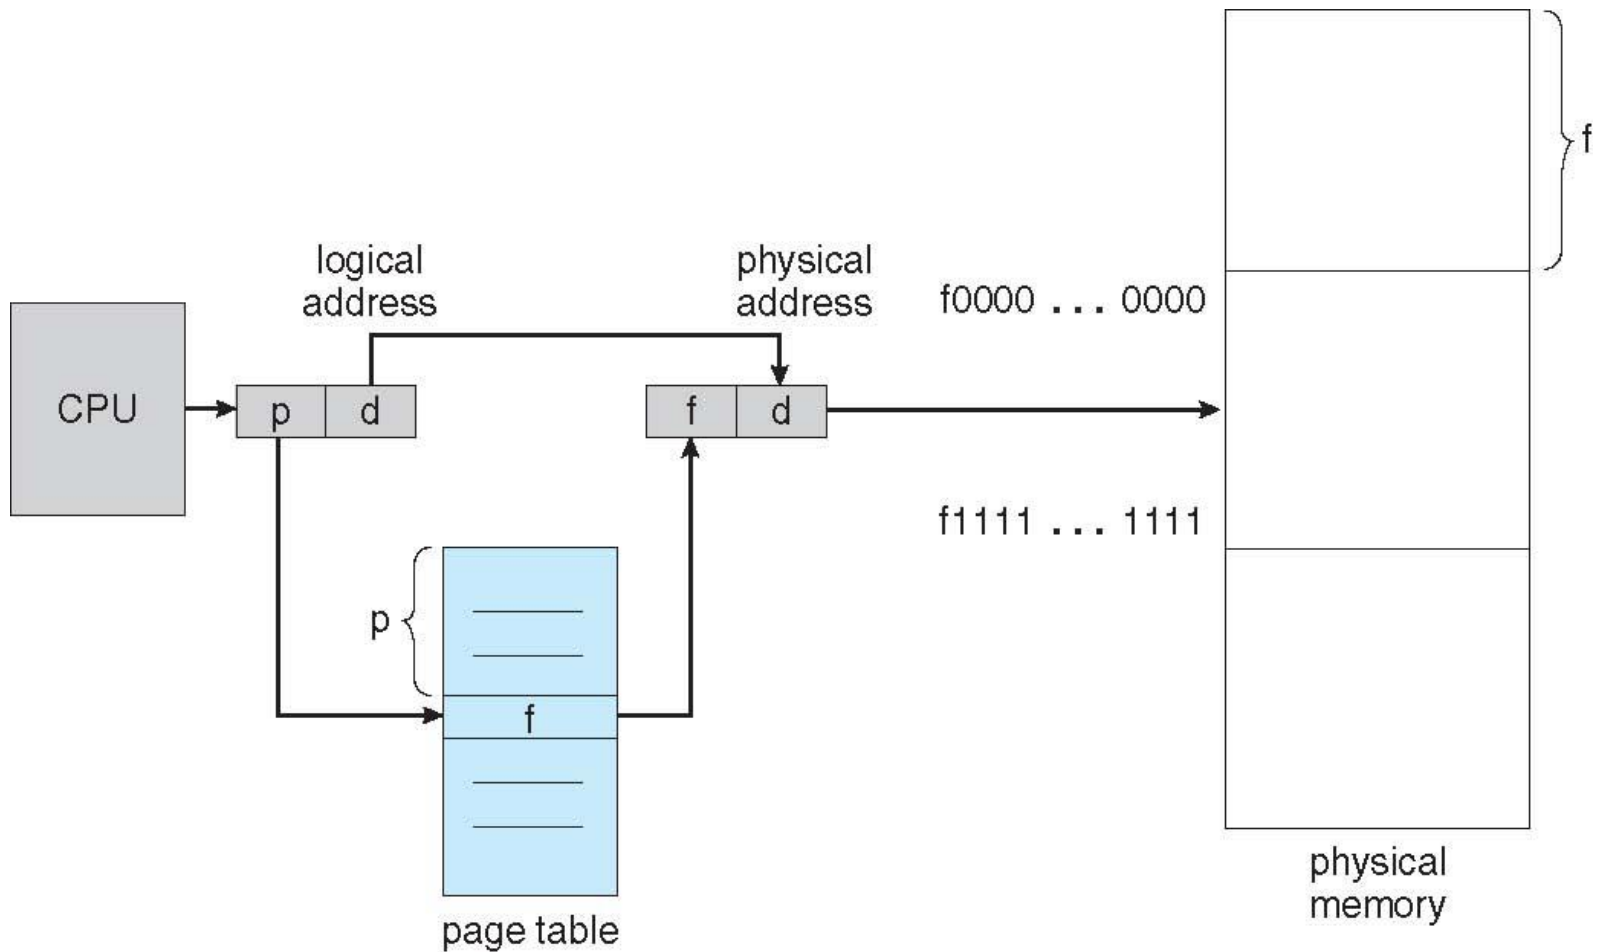 f
logical
address
physical
address
f0000 ... 0000
CPU
p
d
f
d
f1111 ... 1111
p
f
physical
memory
page table